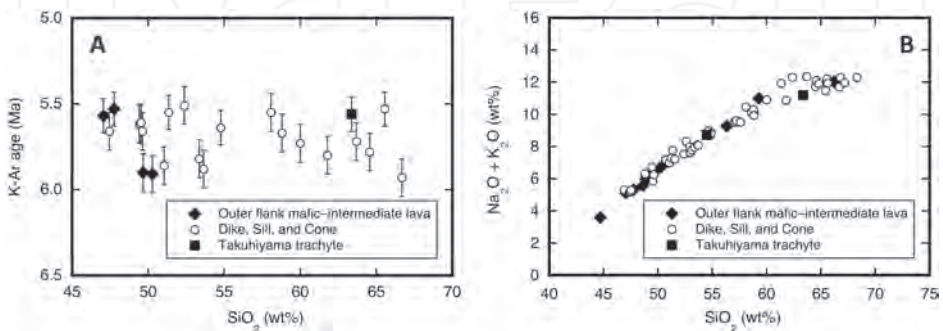 A
K-Ar age (Ma)
5.0
5.5
6.0
6.5
45 50 55 60 65 70
SiO2 (wt%)
Outer flank mafic-intermediate lava
Dike, Sill, and Cone
Takuhiyama trachyte
B
Na2O + K2O (wt%)
16
14
12
10
8
6
4
2
0
40 45 50 55 60 65 70 75
SiO2 (wt%)
Outer flank mafic-intermediate lava
Dike, Sill, and Cone
Takuhiyama trachyte